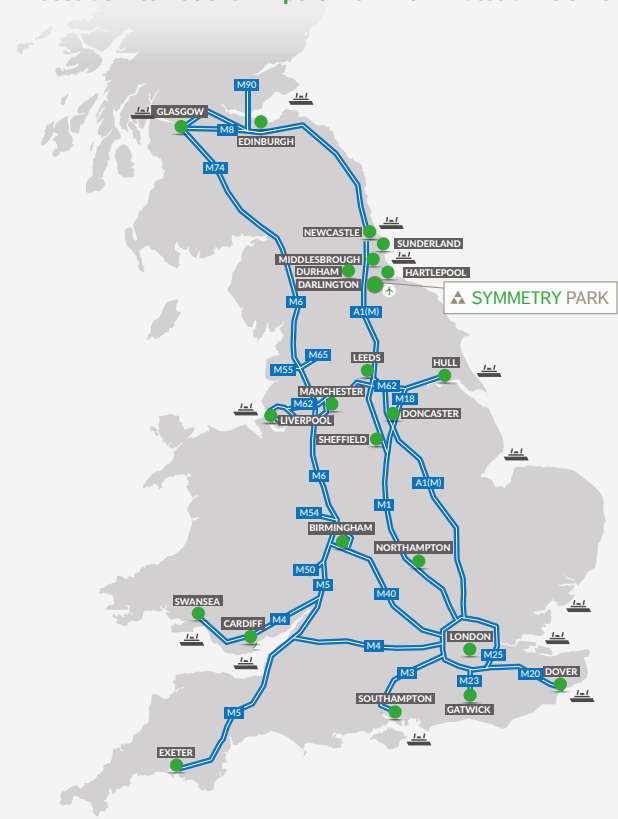 M90
GLASGOW
M8
EDINBURGH
M74
NEWCASTLE
SUNDERLAND
MIDDLESBROUGH
DURHAM
HARTLEPOOL
DARLINGTON
SYMMETRY PARK
M6
A1(M)
M65
LEEDS
HULL
M55
M62
MANCHESTER
M18
M62
DONCASTER
LIVERPOOL
SHEFFIELD
M6
A1(M)
M1
M54
BIRMINGHAM
NORTHAMPTON
M50
M5
M40
SWANSEA
CARDIFF
M4
LONDON
M4
M25
M3
M23
M20
DOVER
SOUTHAMPTON
GATWICK
M5
EXETER